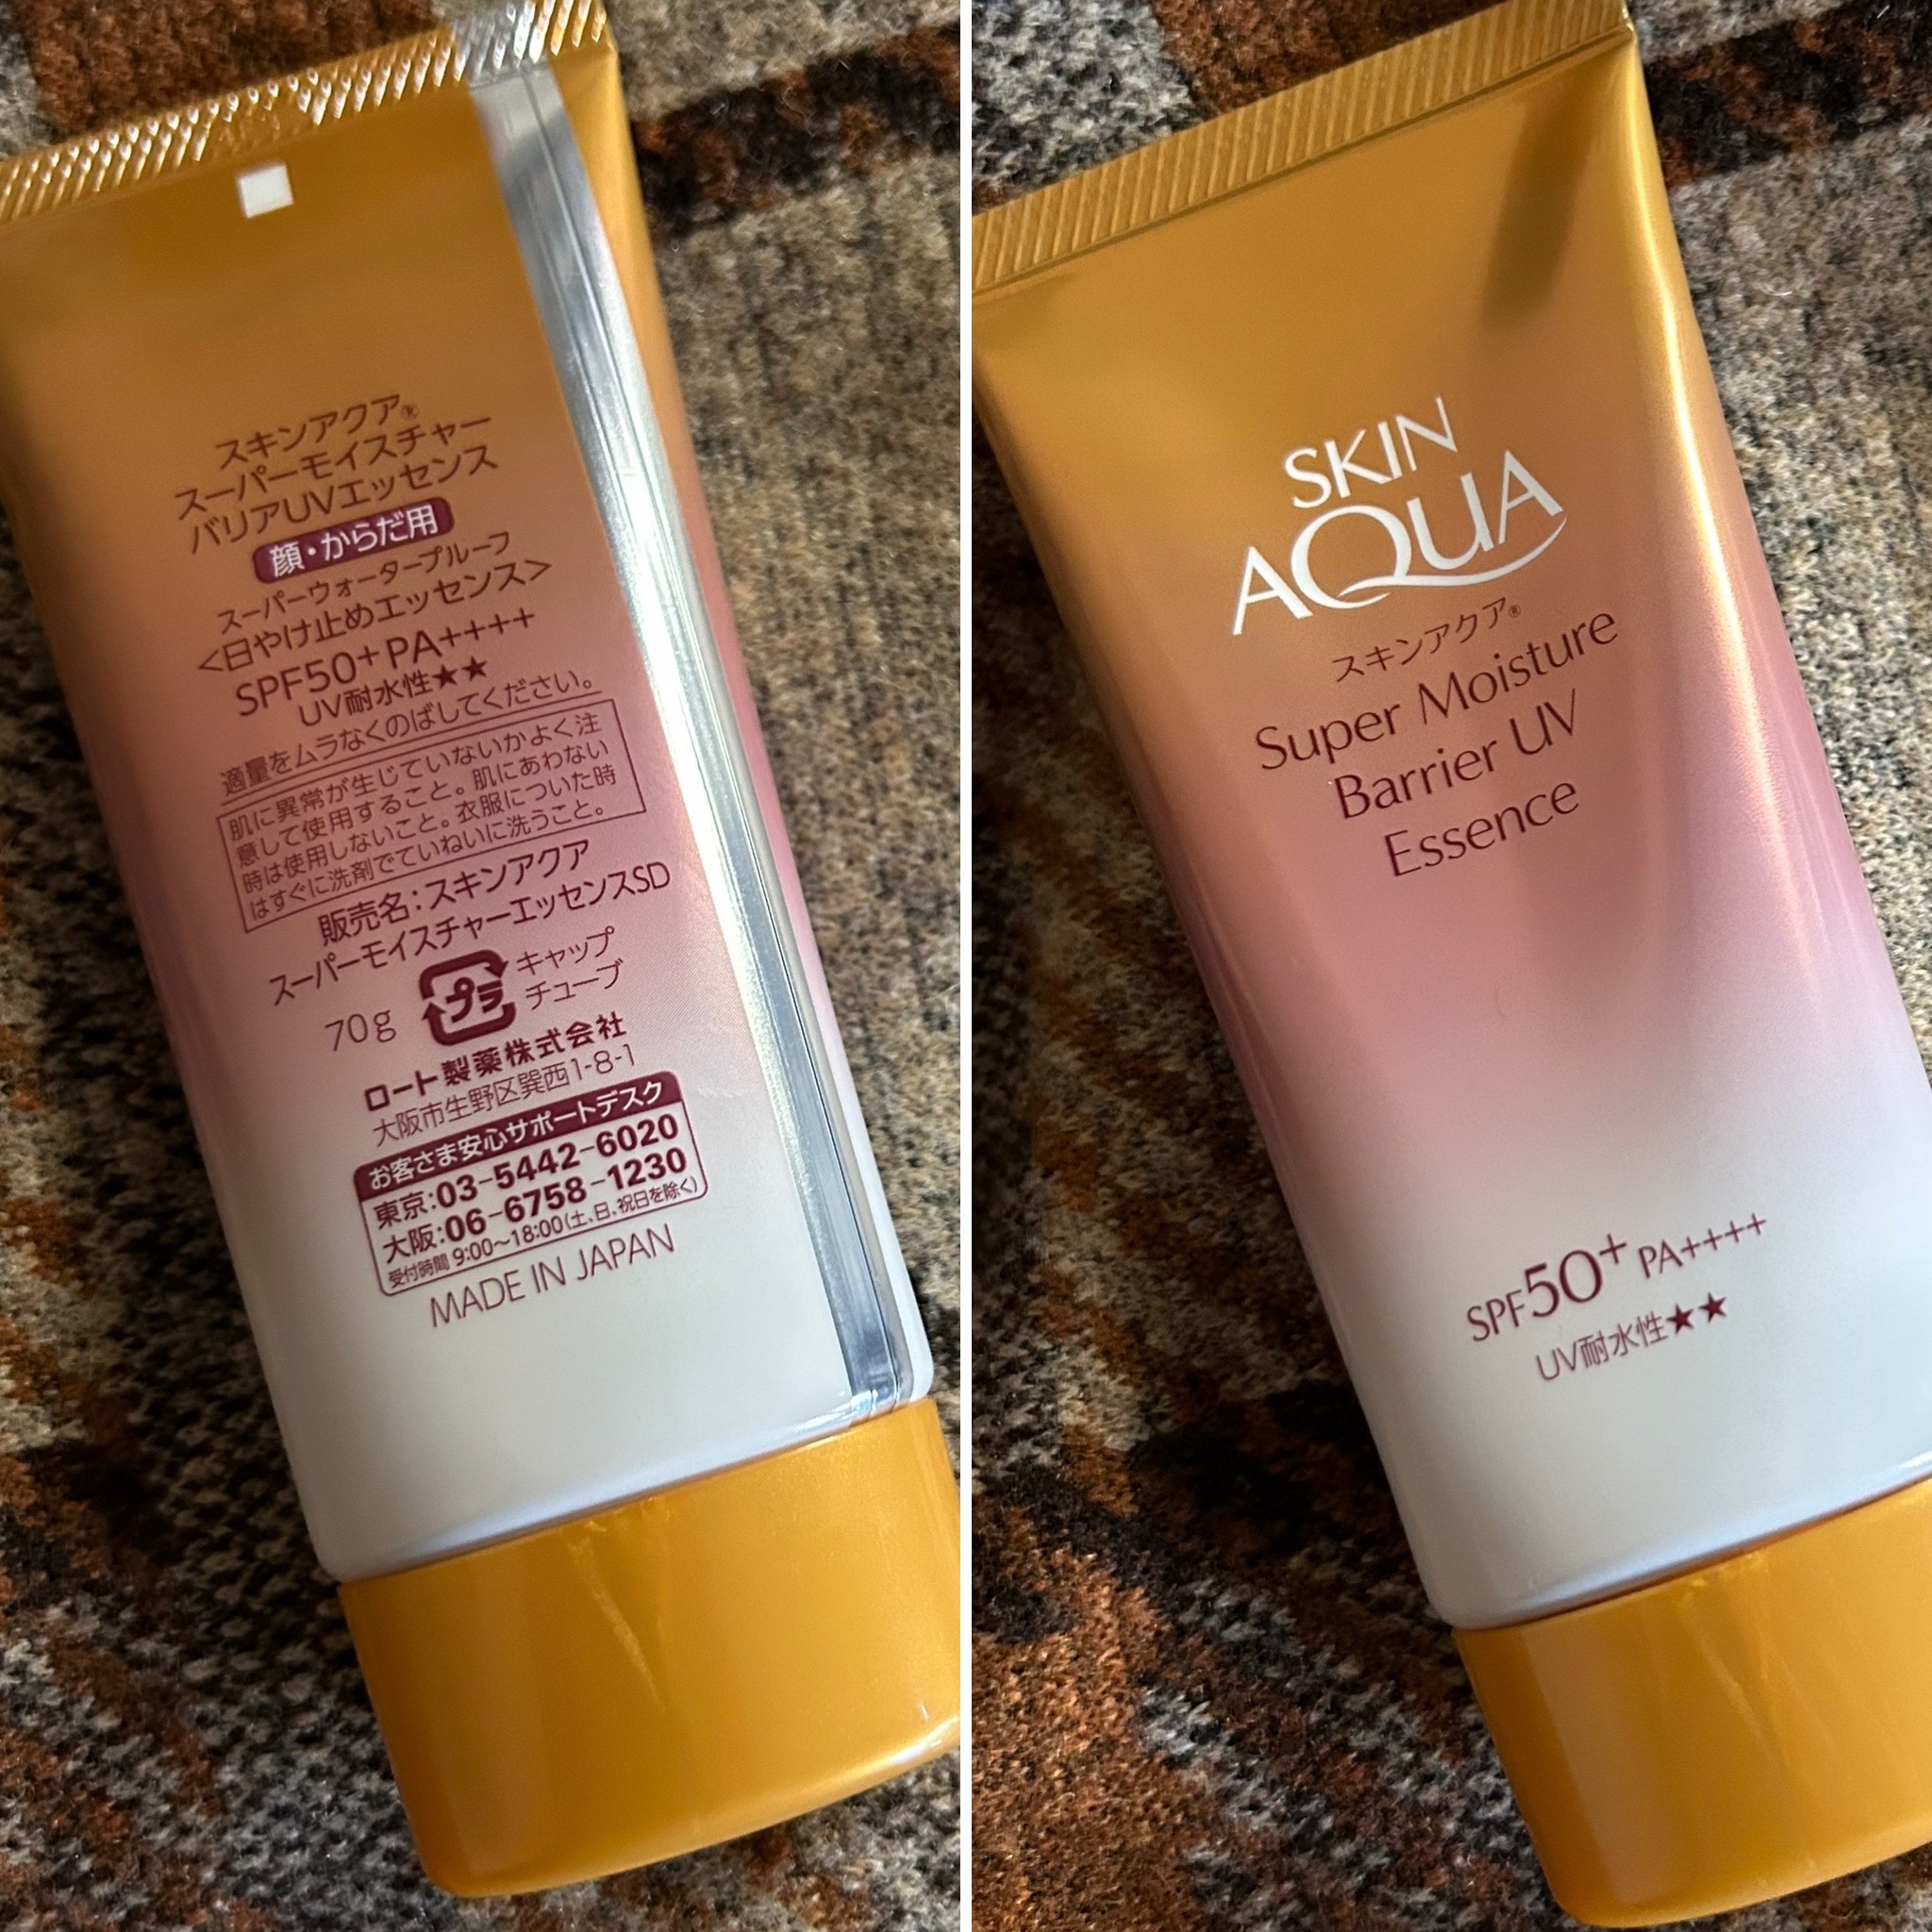 スキンアクア®
スーパーモイスチャー
バリアUVエッセンス
顔・からだ用
スーパーウォータープルーフ
<日やけ止めエッセンス>
SPF50+ PA++++
UV耐水性★★
適量をムラなくのばしてください。
肌に異常が生じていないかよく注
意して使用すること。肌にあわない
時は使用しないこと。衣服についた時
はすぐに洗剤でていねいに洗うこと。
販売名:スキンアクア
スーパーモイスチャーエッセンスSD
70g プラ キャップ
チューブ
ロート製薬株式会社
大阪市生野区巽西1-8-1
お客さま安心サポートデスク
東京:03-5442-6020
大阪:06-6758-1230
受付時間 9:00〜18:00(土、日、祝日を除く)
MADE IN JAPAN
SKIN
AQUA
スキンアクア®
Super Moisture
Barrier UV
Essence
SPF50+ PA++++
UV耐水性★★